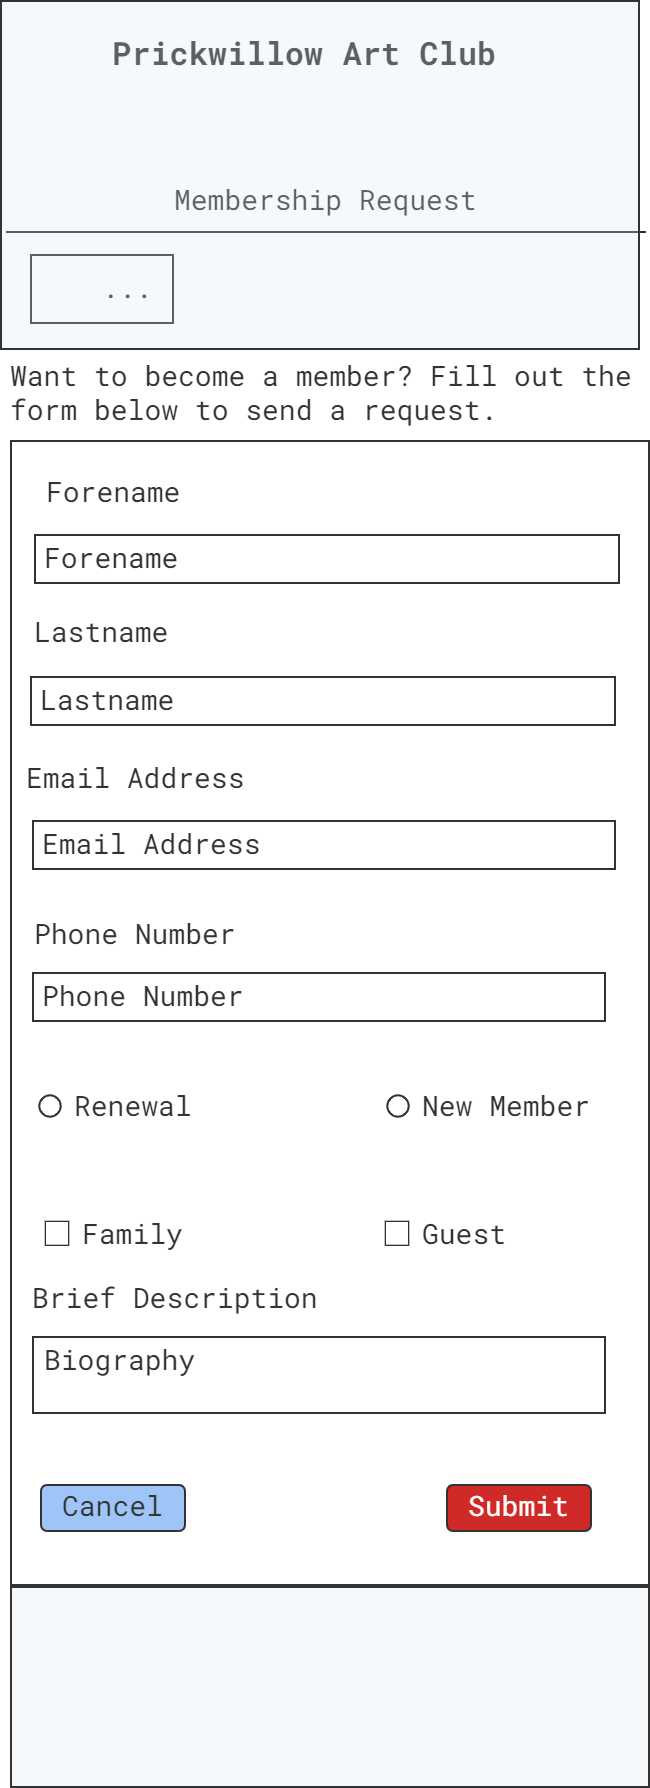 Prickwillow Art Club
Membership Request
...
Want to become a member? Fill out the
form below to send a request.
Forename
Forename
Lastname
Lastname
Email Address
Email Address
Phone Number
Phone Number
Renewal New Member
Family Guest
Brief Description
Biography
Cancel Submit